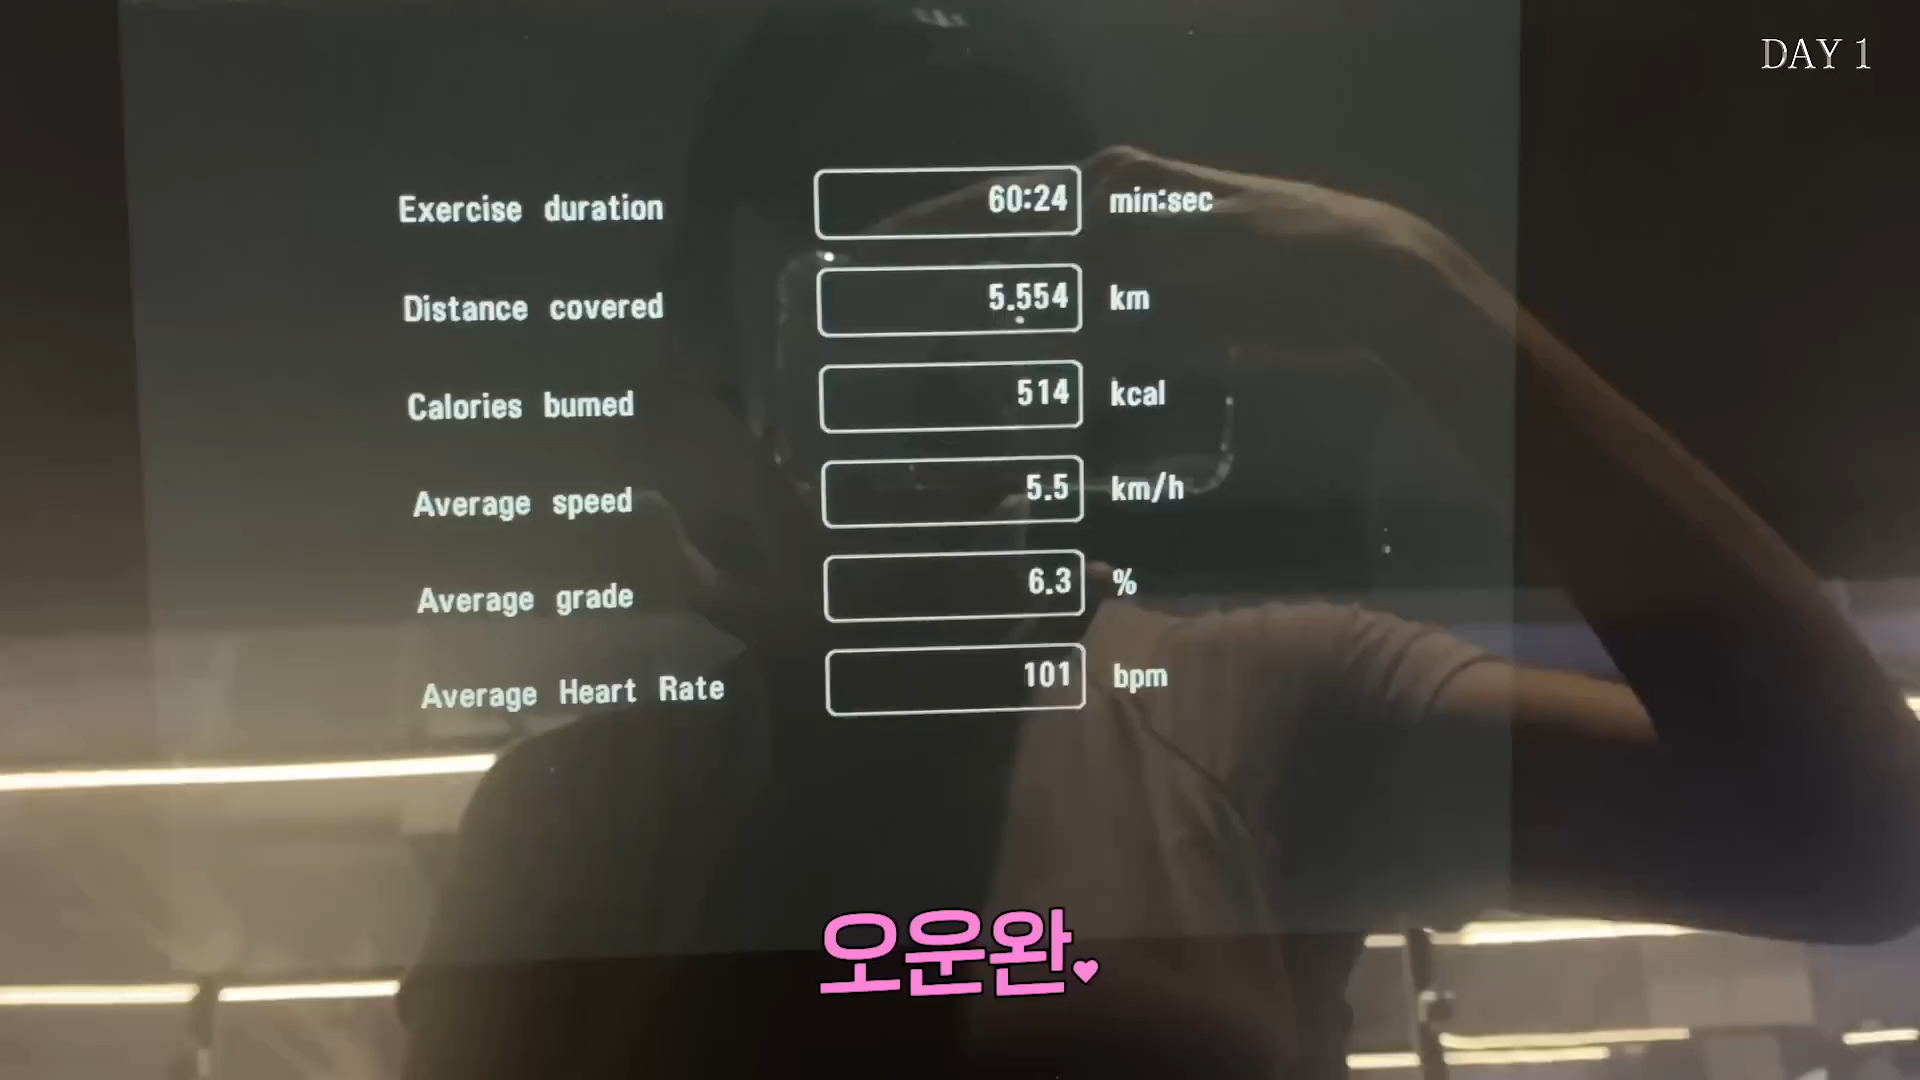 DAY 1
Exercise duration 60:24 min:sec
Distance covered 5.554 km
Calories bumed 514 kcal
Average speed 5.5 km/h
Average grade 6.3 %
Average Heart Rate 101 bpm
오운완♥